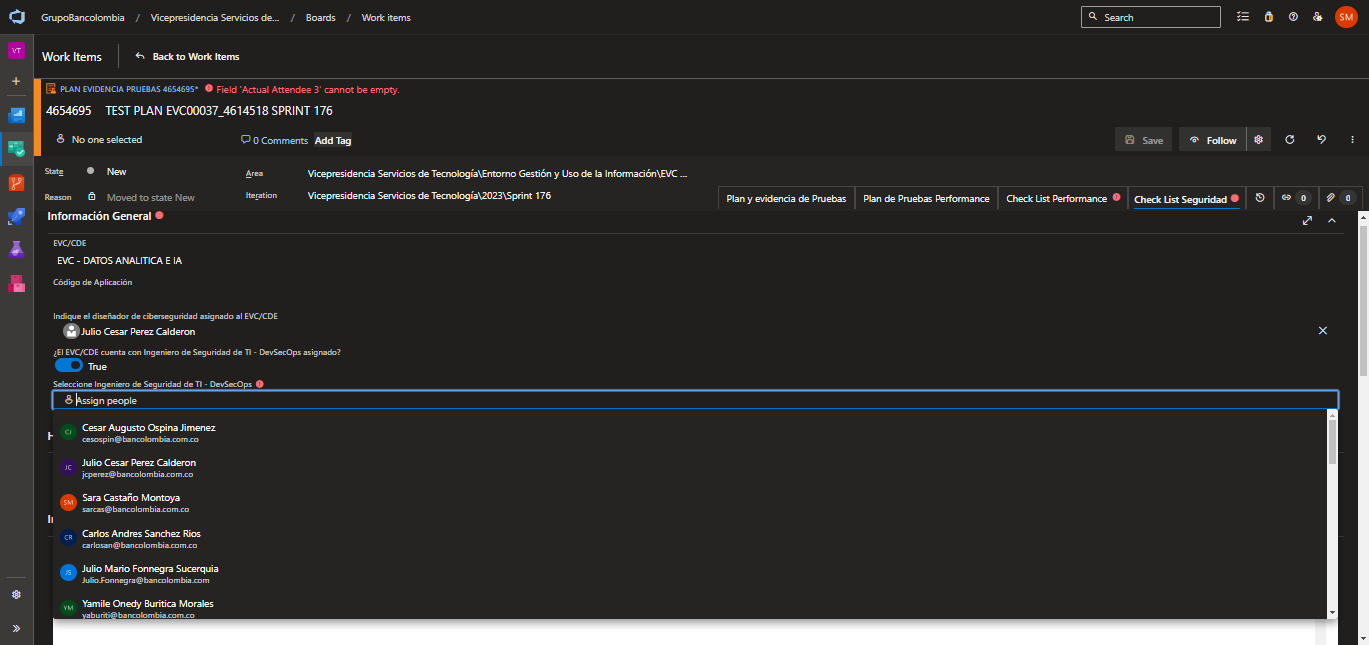 GrupoBancolombia / Vicepresidencia Servicios de... / Boards / Work items
Search
SM
VT
Work Items
Back to Work Items
PLAN EVIDENCIA PRUEBAS 4654695* Field 'Actual Attendee 3' cannot be empty.
4654695 TEST PLAN EVC00037_4614518 SPRINT 176
No one selected
0 Comments
Add Tag
Save
Follow
State New
Area Vicepresidencia Servicios de Tecnología\Entorno Gestión y Uso de la Información\EVC ...
Reason Moved to state New
Iteration Vicepresidencia Servicios de Tecnología\2023\Sprint 176
Plan y evidencia de Pruebas
Plan de Pruebas Performance
Check List Performance
Check List Seguridad
0
0
Información General
EVC/CDE
EVC - DATOS ANALITICA E IA
Código de Aplicación
Indique el diseñador de ciberseguridad asignado al EVC/CDE
Julio Cesar Perez Calderon
¿El EVC/CDE cuenta con Ingeniero de Seguridad de TI - DevSecOps asignado?
True
Seleccione Ingeniero de Seguridad de TI - DevSecOps
Assign people
CJ
Cesar Augusto Ospina Jimenez
cesospin@bancolombia.com.co
JC
Julio Cesar Perez Calderon
jcperez@bancolombia.com.co
SM
Sara Castaño Montoya
sarcas@bancolombia.com.co
CR
Carlos Andres Sanchez Rios
carlosan@bancolombia.com.co
JS
Julio Mario Fonnegra Sucerquia
Julio.Fonnegra@bancolombia.com
YM
Yamile Onedy Buritica Morales
yaburiti@bancolombia.com.co